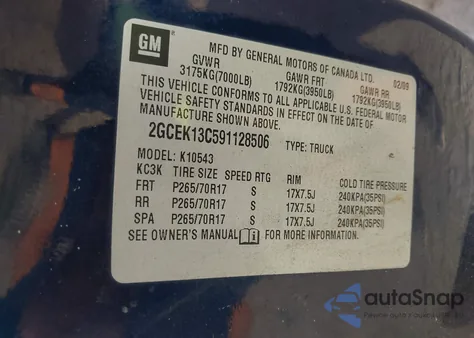 GM
MFD BY GENERAL MOTORS OF CANADA LTD. 02/09
GVWR GAWR FRT GAWR RR
3175KG(7000LB) 1792KG(3950LB) 1792KG(3950LB)
THIS VEHICLE CONFORMS TO ALL APPLICABLE U.S. FEDERAL MOTOR
VEHICLE SAFETY STANDARDS IN EFFECT ON THE DATE OF
MANUFACTURE SHOWN ABOVE.
2GCEK13C591128506 TYPE: TRUCK
MODEL: K10543
KC3K TIRE SIZE SPEED RTG RIM COLD TIRE PRESSURE
FRT P265/70R17 S 17X7.5J 240KPA(35PSI)
RR P265/70R17 S 17X7.5J 240KPA(35PSI)
SPA P265/70R17 S 17X7.5J 240KPA(35PSI)
SEE OWNER'S MANUAL FOR MORE INFORMATION.
autoSnap